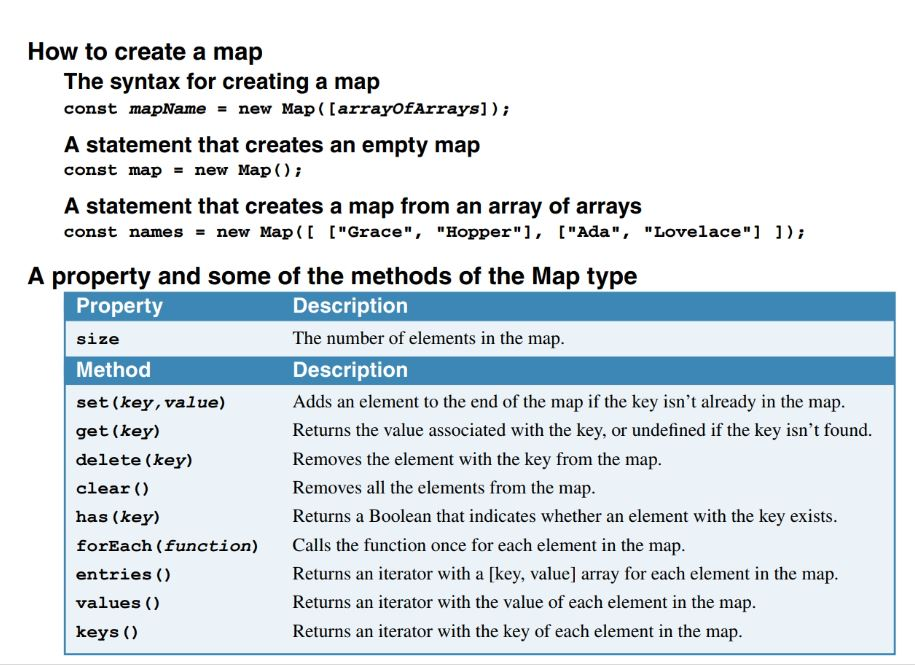 How to create a map
The syntax for creating a map
const mapName = new Map([arrayOfArrays]);
A statement that creates an empty map
const map = new Map();
A statement that creates a map from an array of arrays
const names = new Map([ ["Grace", "Hopper"], ["Ada", "Lovelace"] ]);
A property and some of the methods of the Map type
Property Description
size The number of elements in the map.
Method Description
set(key,value) Adds an element to the end of the map if the key isn’t already in the map.
get(key) Returns the value associated with the key, or undefined if the key isn’t found.
delete(key) Removes the element with the key from the map.
clear() Removes all the elements from the map.
has(key) Returns a Boolean that indicates whether an element with the key exists.
forEach(function) Calls the function once for each element in the map.
entries() Returns an iterator with a [key, value] array for each element in the map.
values() Returns an iterator with the value of each element in the map.
keys() Returns an iterator with the key of each element in the map.